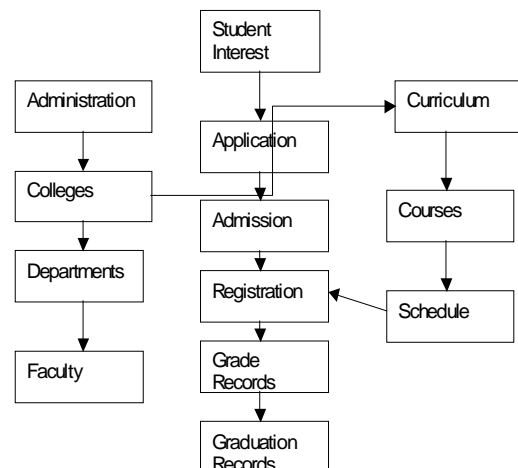 Student
Interest
Administration
Curriculum
Application
Colleges
Courses
Admission
Departments
Registration
Schedule
Faculty
Grade
Records
Graduation
Records